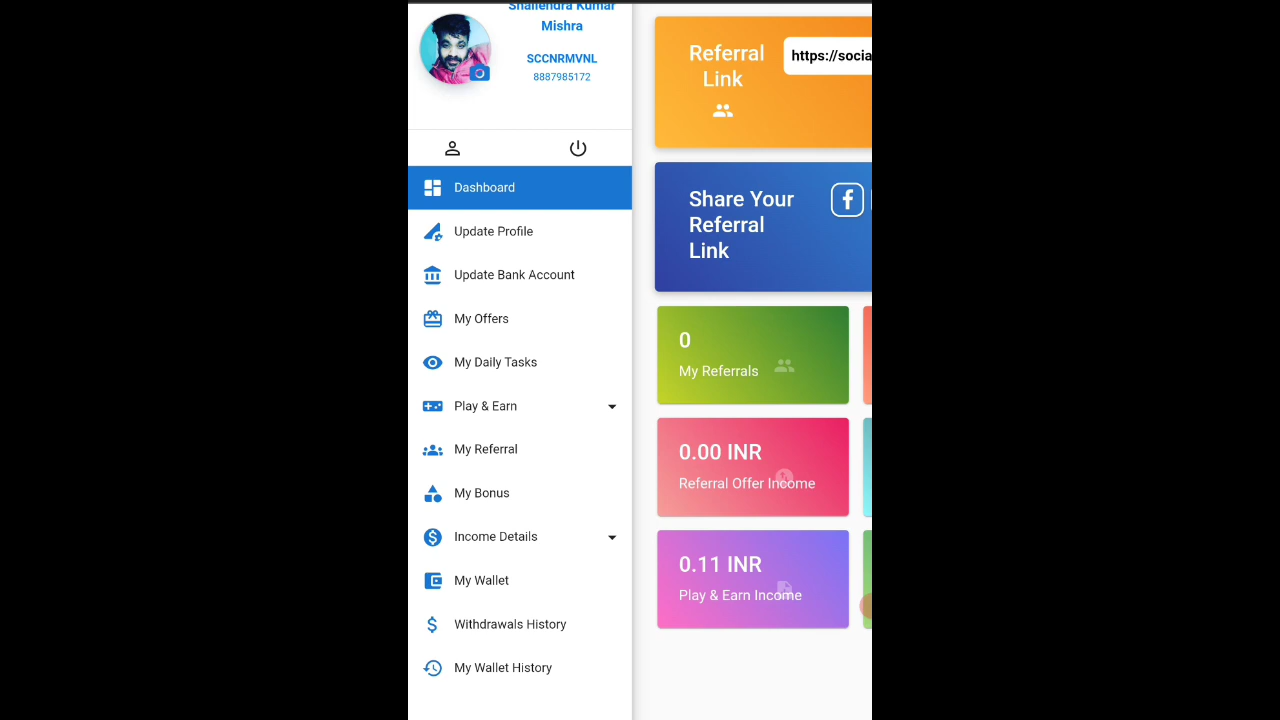 Shailendra Kumar
Mishra
SCCNRMVNL
8887985172
Dashboard
Update Profile
Update Bank Account
My Offers
My Daily Tasks
Play & Earn
My Referral
My Bonus
Income Details
My Wallet
Withdrawals History
My Wallet History
Referral
Link
https://socia
Share Your
Referral
Link
0
My Referrals
0.00 INR
Referral Offer Income
0.11 INR
Play & Earn Income